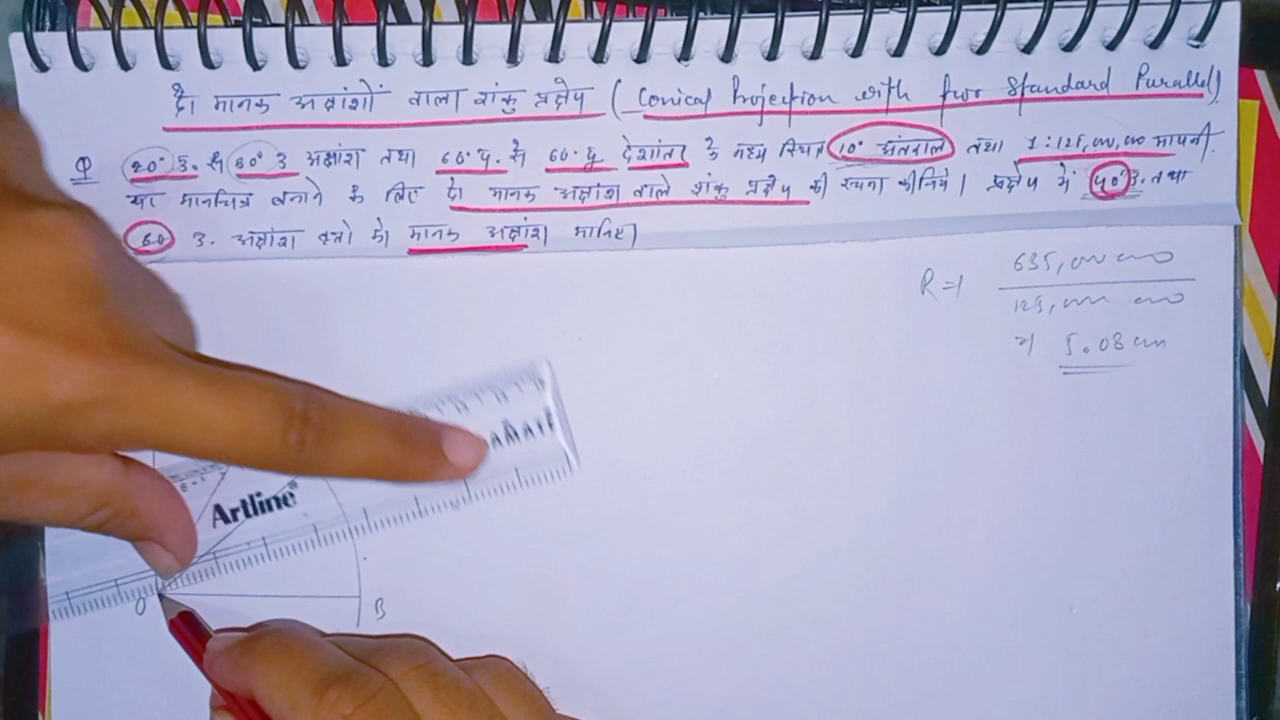 दो मानक अक्षांशों वाला शंकु प्रक्षेप ( Conical Projection with two Standard Parallel )
Q 20° उ. से 80° उ अक्षांश तथा 60° प. से 60° पू देशांतर के मध्य स्थित 10° अंतराल तथा 1:125,000,000 मापनी
पर मानचित्र बनाने के लिए दो मानक अक्षांश वाले शंकु प्रक्षेप की रचना कीजिये। प्रक्षेप में 40° उ. तथा
60 उ. अक्षांश वृत्तो को मानक अक्षांश मानिए।
R = 635,000,000
125,000,000
= 5.08 cm
Artline
O
B